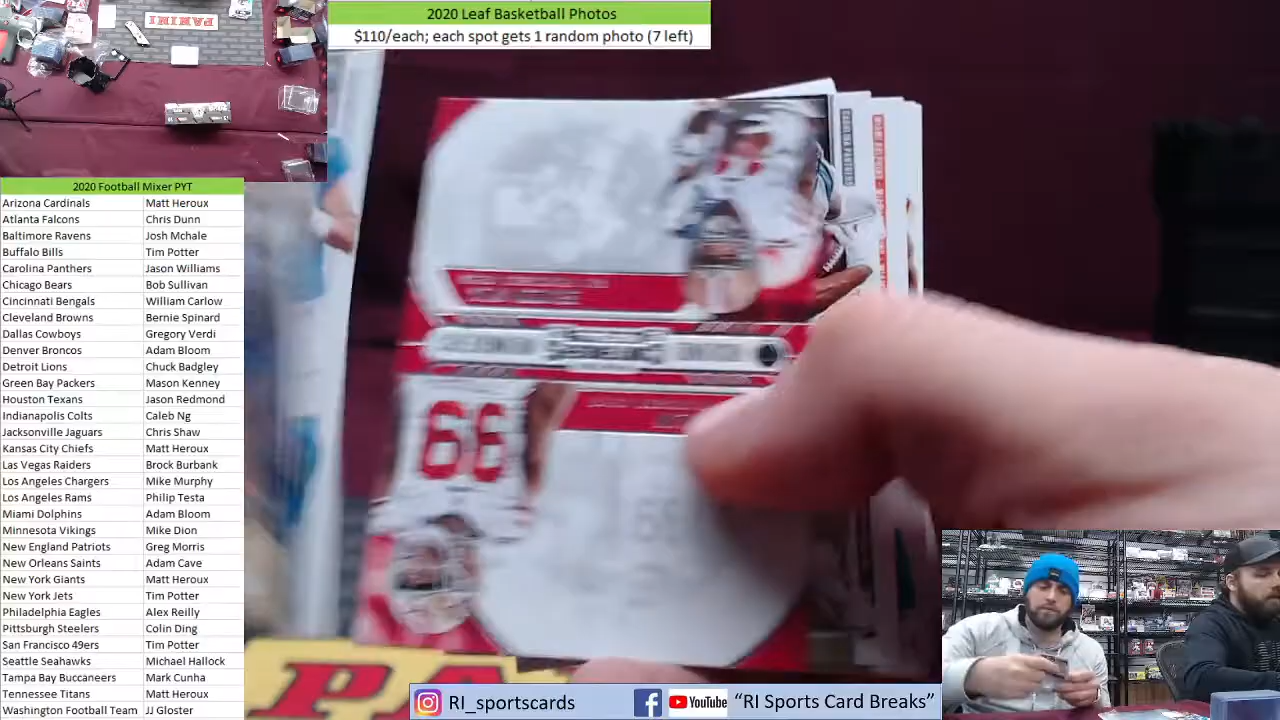 2020 Leaf Basketball Photos
$110/each; each spot gets 1 random photo (7 left)
PANINI
2020 Football Mixer PYT
Arizona Cardinals Matt Heroux
Atlanta Falcons Chris Dunn
Baltimore Ravens Josh Mchale
Buffalo Bills Tim Potter
Carolina Panthers Jason Williams
Chicago Bears Bob Sullivan
Cincinnati Bengals William Carlow
Cleveland Browns Bernie Spinard
Dallas Cowboys Gregory Verdi
Denver Broncos Adam Bloom
Detroit Lions Chuck Badgley
Green Bay Packers Mason Kenney
Houston Texans Jason Redmond
Indianapolis Colts Caleb Ng
Jacksonville Jaguars Chris Shaw
Kansas City Chiefs Matt Heroux
Las Vegas Raiders Brock Burbank
Los Angeles Chargers Mike Murphy
Los Angeles Rams Philip Testa
Miami Dolphins Adam Bloom
Minnesota Vikings Mike Dion
New England Patriots Greg Morris
New Orleans Saints Adam Cave
New York Giants Matt Heroux
New York Jets Tim Potter
Philadelphia Eagles Alex Reilly
Pittsburgh Steelers Colin Ding
San Francisco 49ers Tim Potter
Seattle Seahawks Michael Hallock
Tampa Bay Buccaneers Mark Cunha
Tennessee Titans Matt Heroux
Washington Football Team JJ Gloster
CAROLINA PANTHERS
MIAMI DOLPHINS
66
PA
RI_sportscards
YouTube
"RI Sports Card Breaks"